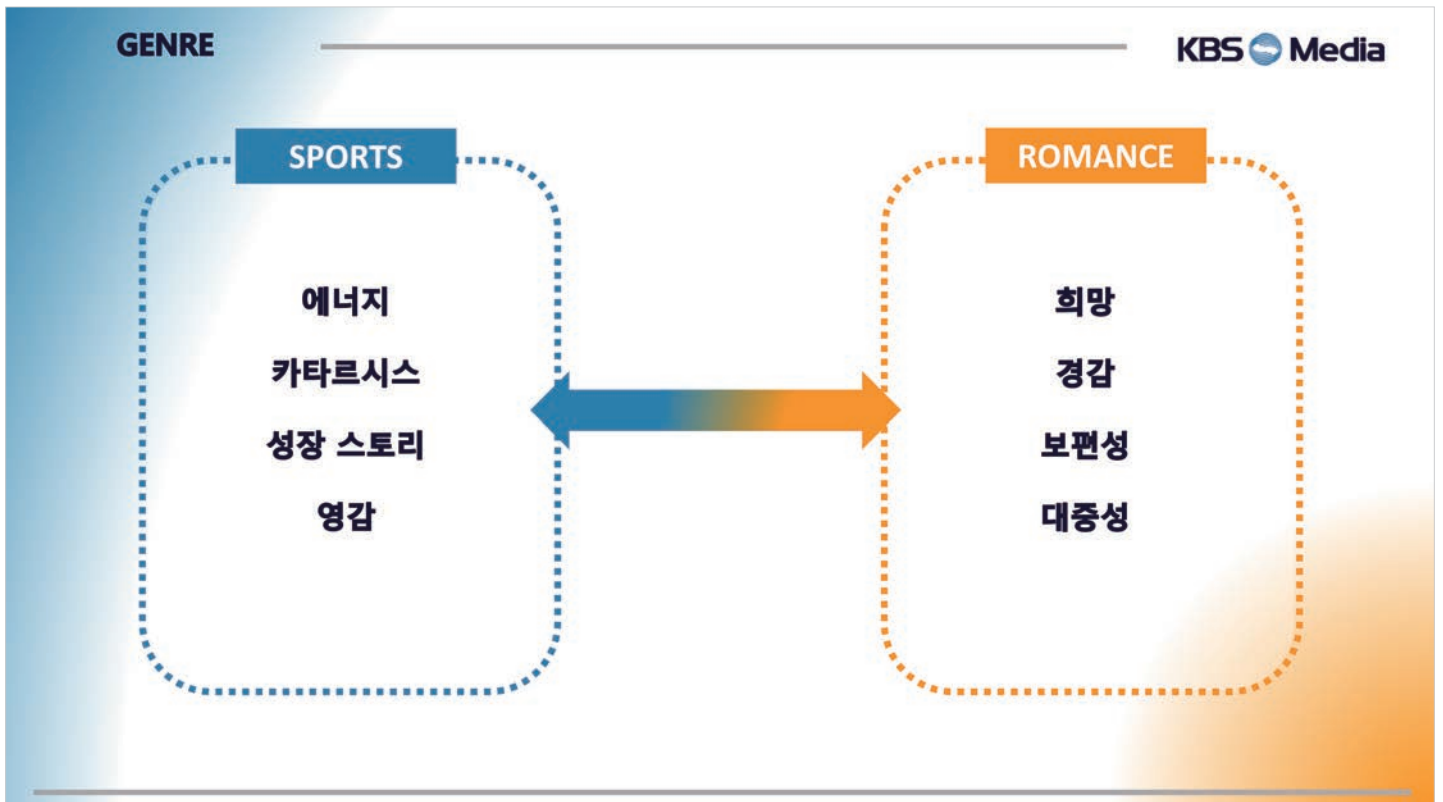 GENRE
KBS Media
SPORTS
에너지
카타르시스
성장 스토리
영감
ROMANCE
희망
경감
보편성
대중성